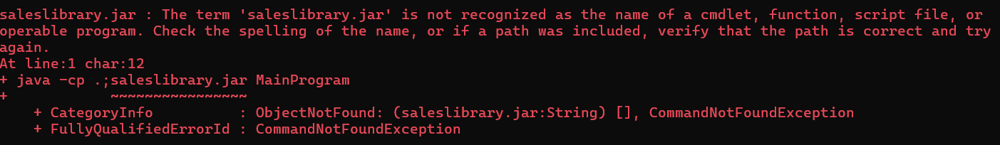 saleslibrary.jar : The term 'saleslibrary.jar' is not recognized as the name of a cmdlet, function, script file, or
operable program. Check the spelling of the name, or if a path was included, verify that the path is correct and try
again.
At line:1 char:12
+ java -cp .;saleslibrary.jar MainProgram
+            ~~~~~~~~~~~~~~~~
    + CategoryInfo          : ObjectNotFound: (saleslibrary.jar:String) [], CommandNotFoundException
    + FullyQualifiedErrorId : CommandNotFoundException